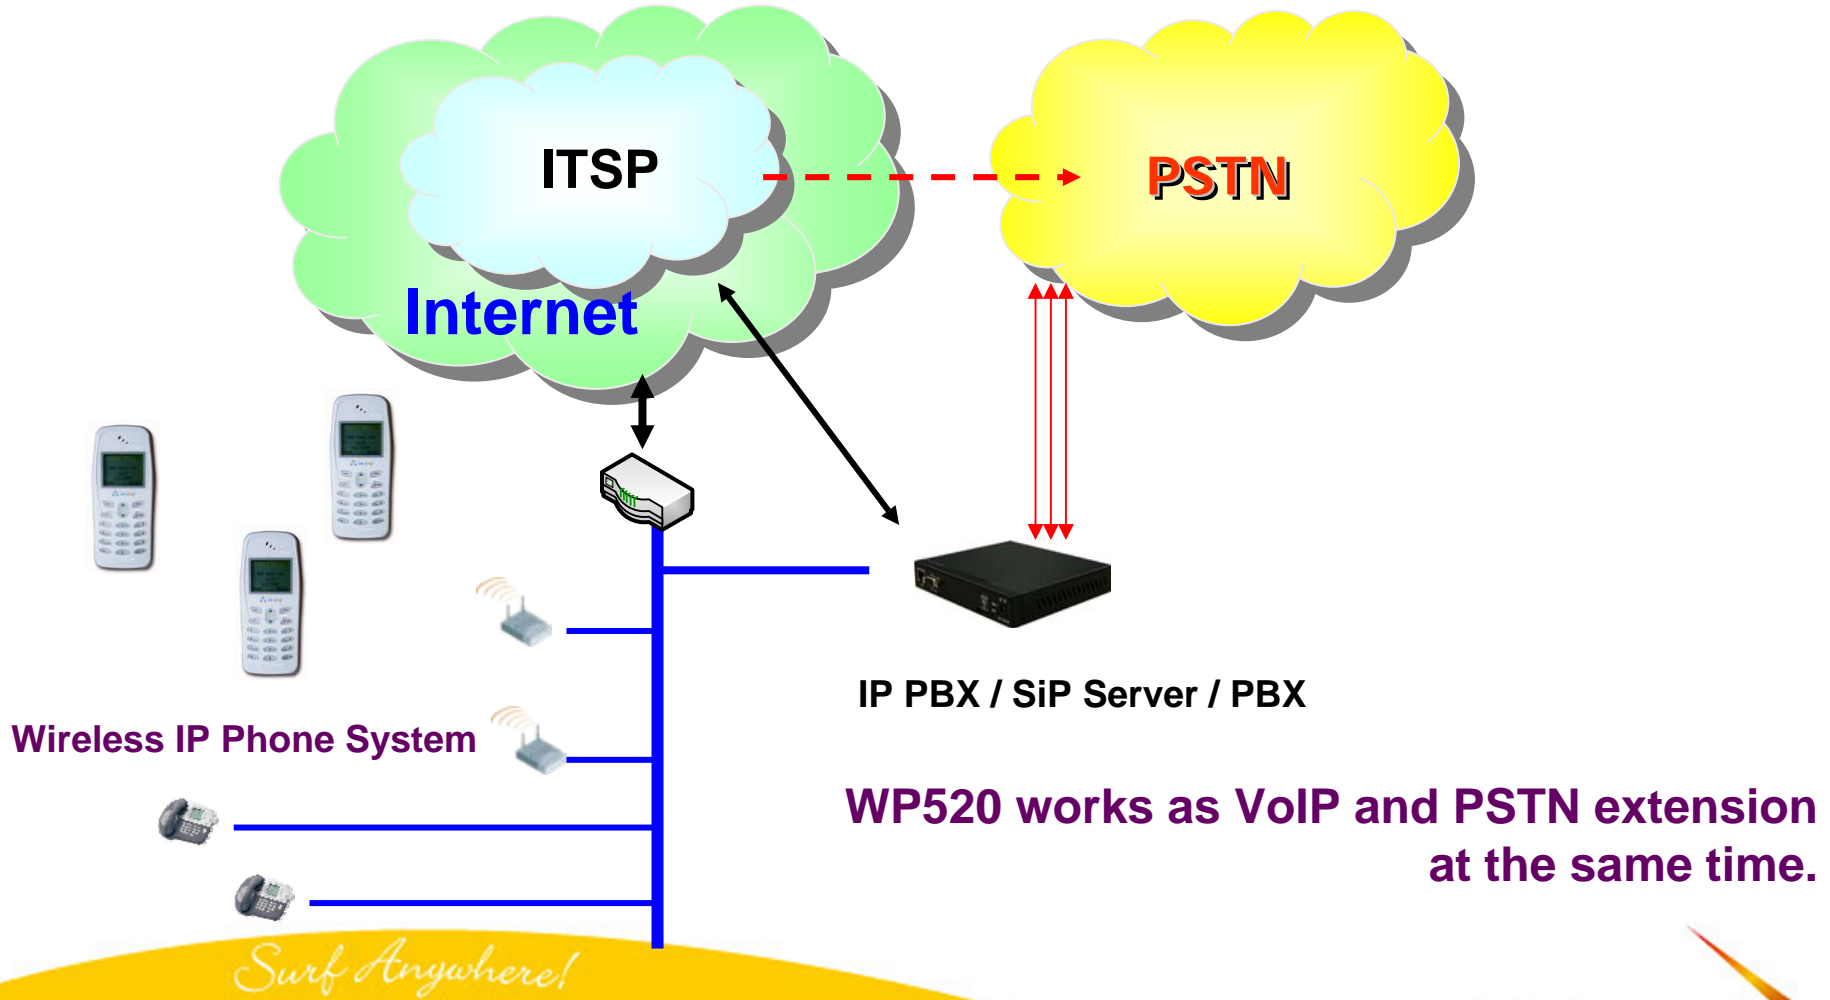 ITSP
PSTN
Internet
IP PBX / SiP Server / PBX
Wireless IP Phone System
WP520 works as VoIP and PSTN extension
at the same time.
Surf Anywhere!